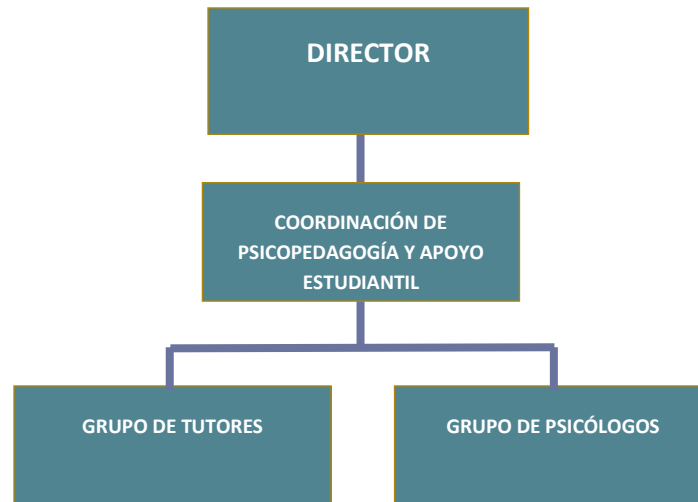 DIRECTOR
COORDINACIÓN DE
PSICOPEDAGOGÍA Y APOYO
ESTUDIANTIL
GRUPO DE TUTORES
GRUPO DE PSICÓLOGOS